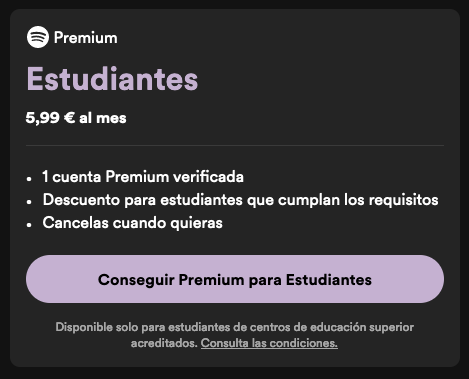 Premium
Estudiantes
5,99 € al mes
• 1 cuenta Premium verificada
• Descuento para estudiantes que cumplan los requisitos
• Cancelas cuando quieras
Conseguir Premium para Estudiantes
Disponible solo para estudiantes de centros de educación superior
acreditados. Consulta las condiciones.